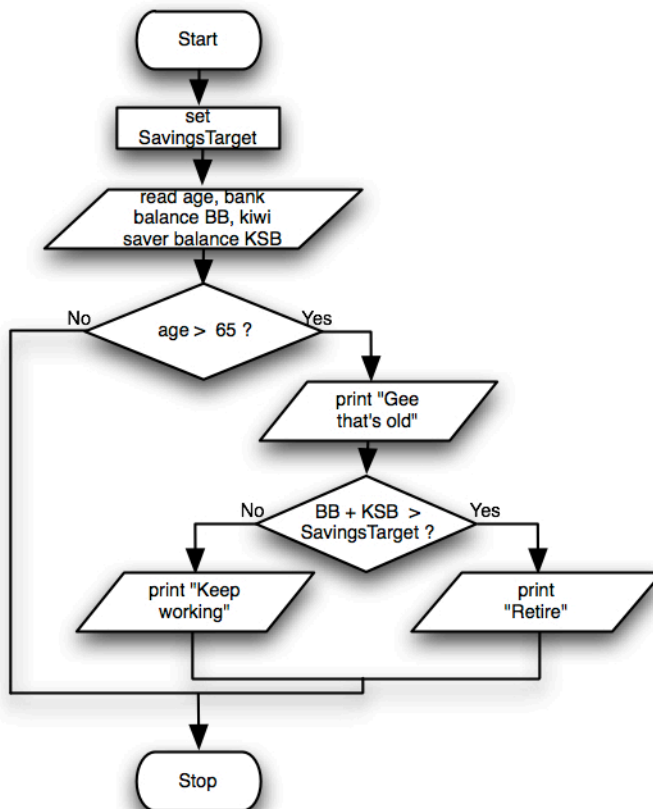 Start
set
SavingsTarget
read age, bank
balance BB, kiwi
saver balance KSB
No
age > 65 ?
Yes
print "Gee
that's old"
No
BB + KSB >
SavingsTarget ?
Yes
print "Keep
working"
print
"Retire"
Stop